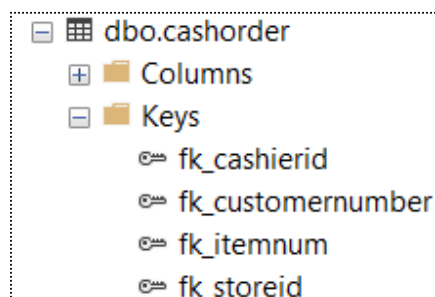 dbo.cashorder
Columns
Keys
fk_cashierid
fk_customernumber
fk_itemnum
fk_storeid